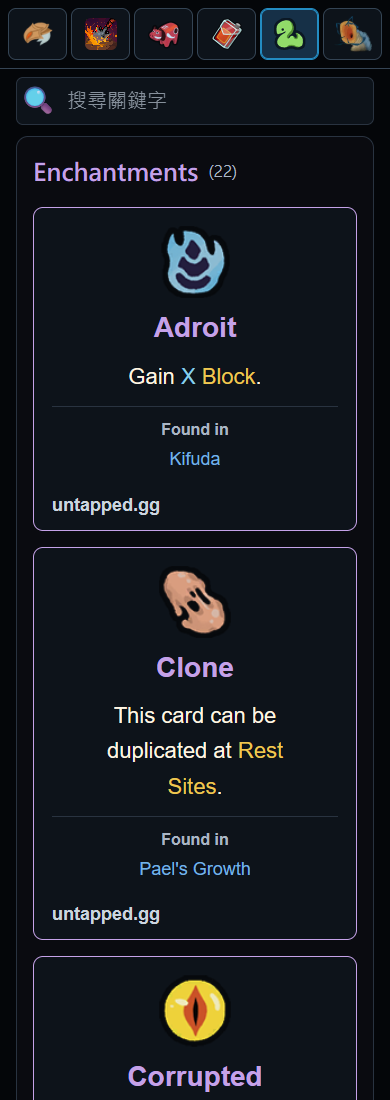 搜尋關鍵字
Enchantments (22)
Adroit
Gain X Block.
Found in
Kifuda
untapped.gg
Clone
This card can be
duplicated at Rest
Sites.
Found in
Pael's Growth
untapped.gg
Corrupted